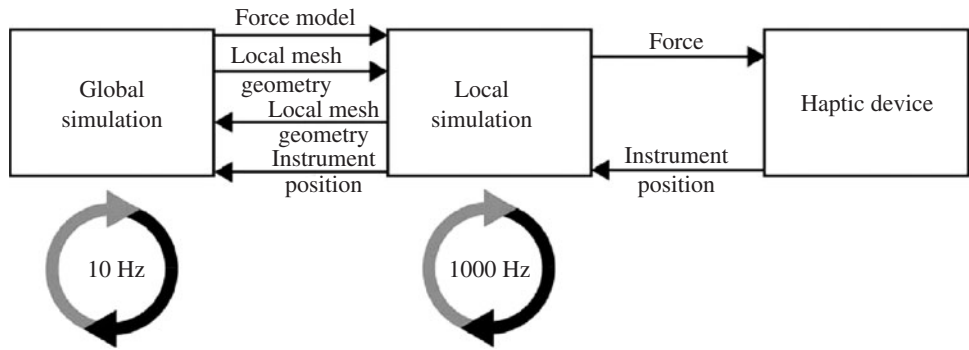 Force model
Local mesh
geometry
Local mesh
geometry
Instrument
position
Global
simulation
Local
simulation
Force
Instrument
position
Haptic device
10 Hz
1000 Hz